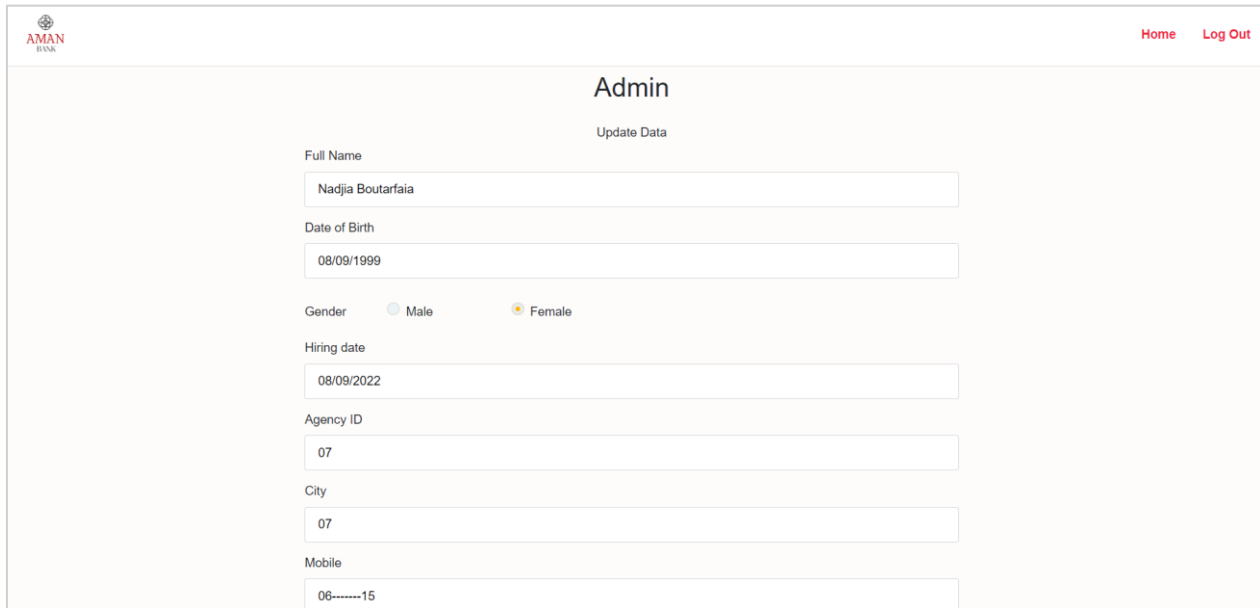 AMAN
BANK
Home Log Out
Admin
Update Data
Full Name
Nadjia Boutarfaia
Date of Birth
08/09/1999
Gender Male Female
Hiring date
08/09/2022
Agency ID
07
City
07
Mobile
06-------15